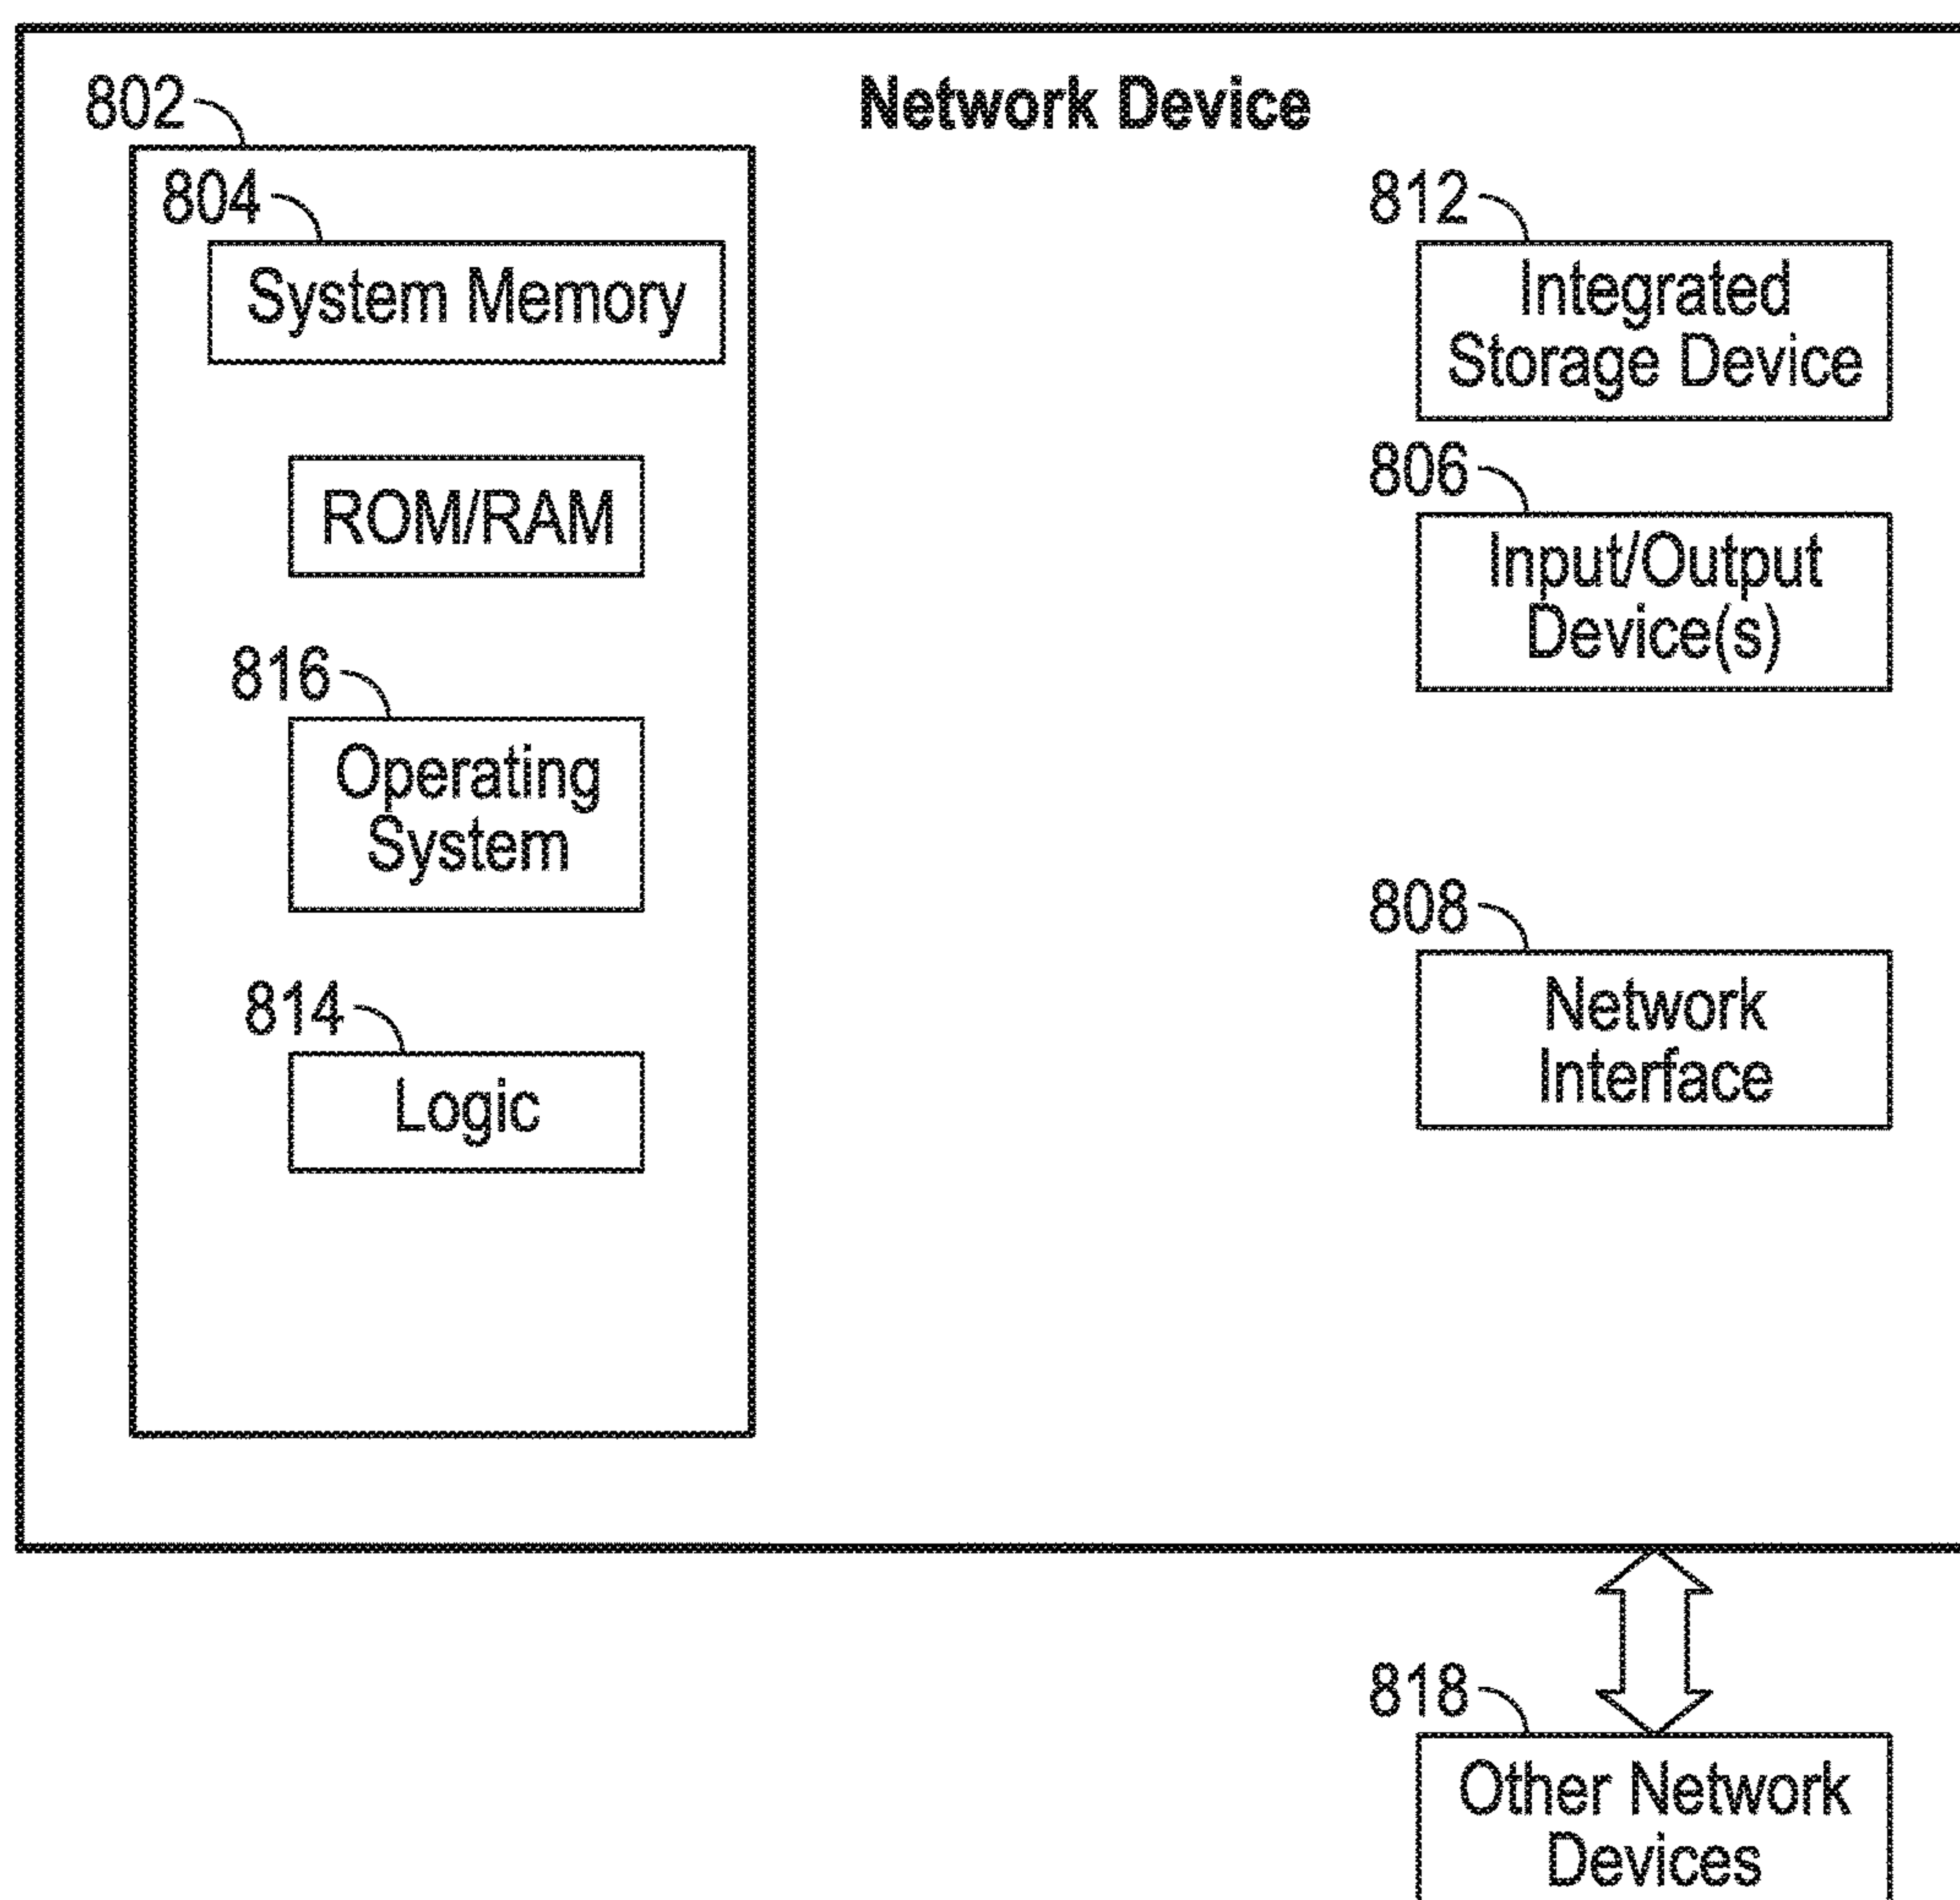 Network Device
802
804
System Memory
ROM/RAM
816
Operating
System
814
Logic
812
Integrated
Storage Device
806
Input/Output
Device(s)
808
Network
Interface
818
Other Network
Devices